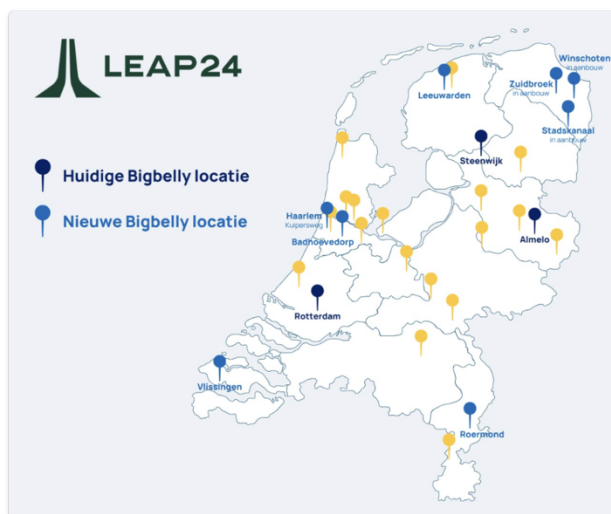 LEAP24
Huidige Bigbelly locatie
Nieuwe Bigbelly locatie
Winschoten
in aanbouw
Zuidbroek
in aanbouw
Leeuwarden
Stadskanaal
in aanbouw
Steenwijk
Haarlem
Kuipersweg
Badhoevedorp
Almelo
Rotterdam
Vlissingen
Roermond